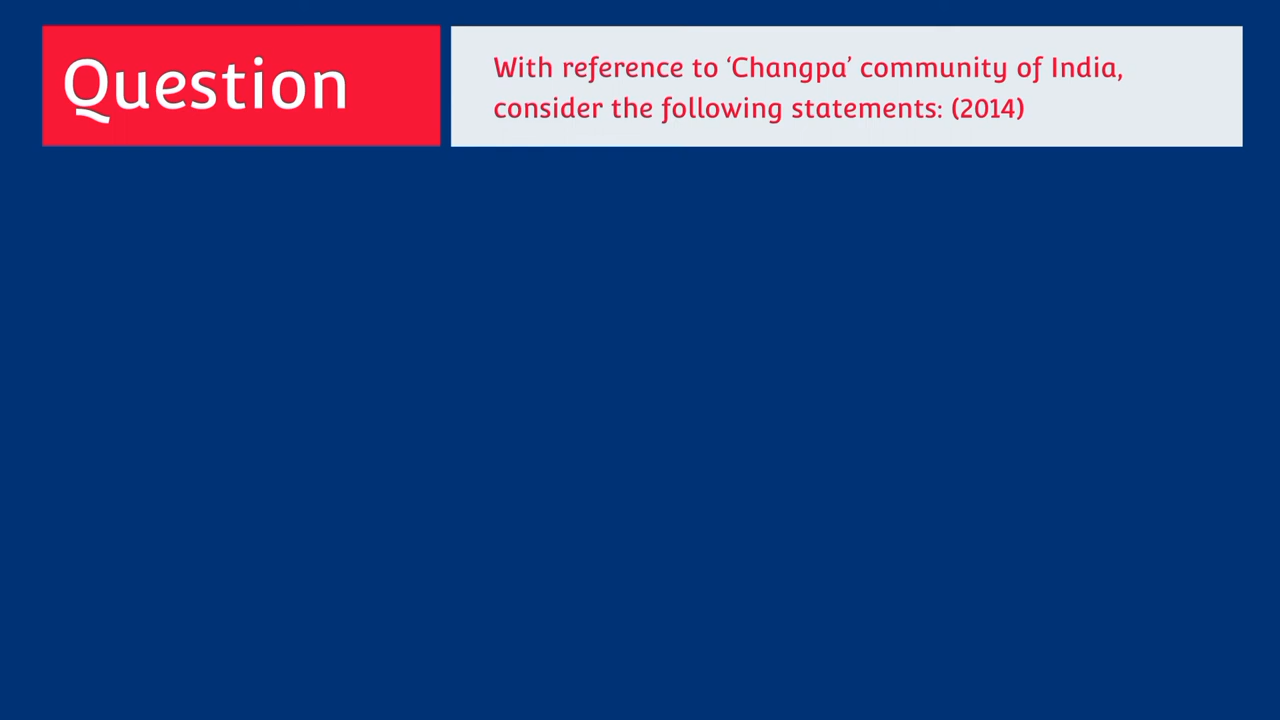 Question
With reference to ‘Changpa’ community of India,
consider the following statements: (2014)